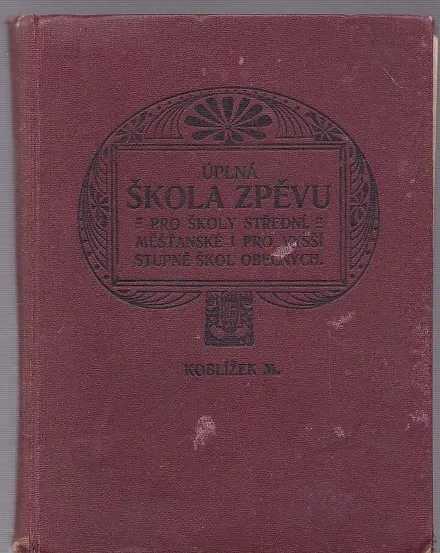 ÚPLNÁ
ŠKOLA ZPĚVU
PRO ŠKOLY STŘEDNÍ,
MĚŠŤANSKÉ I PRO VYŠŠÍ
STUPNĚ ŠKOL OBECNÝCH.
KOBLÍŽEK M.